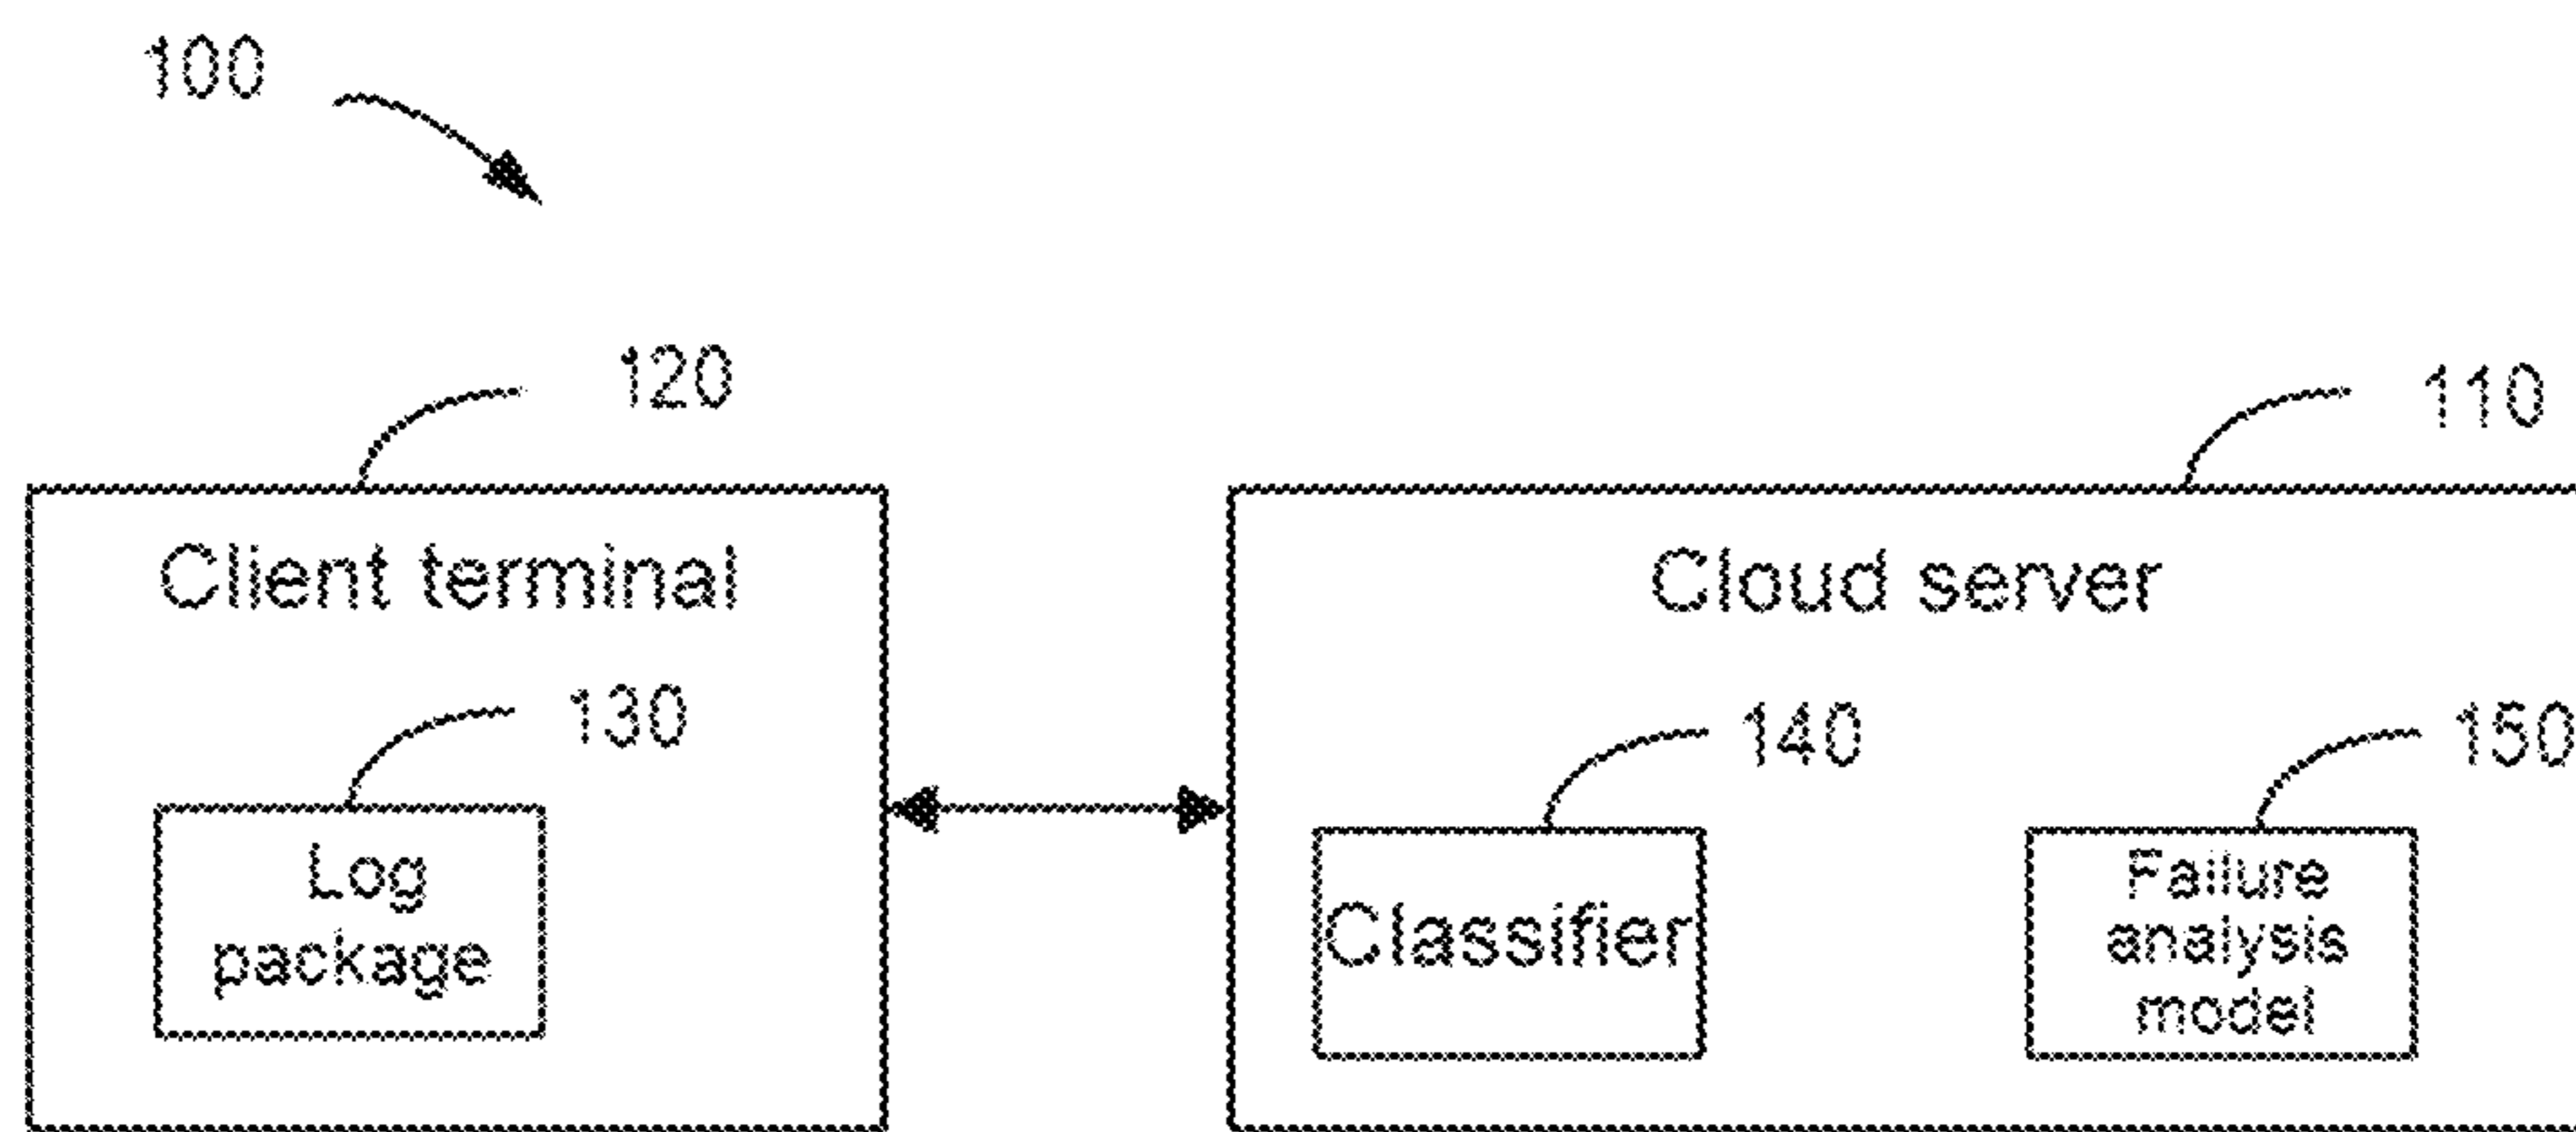 100
120
110
Client terminal
Cloud server
130
140
150
Log
package
Classifier
Failure
analysis
model